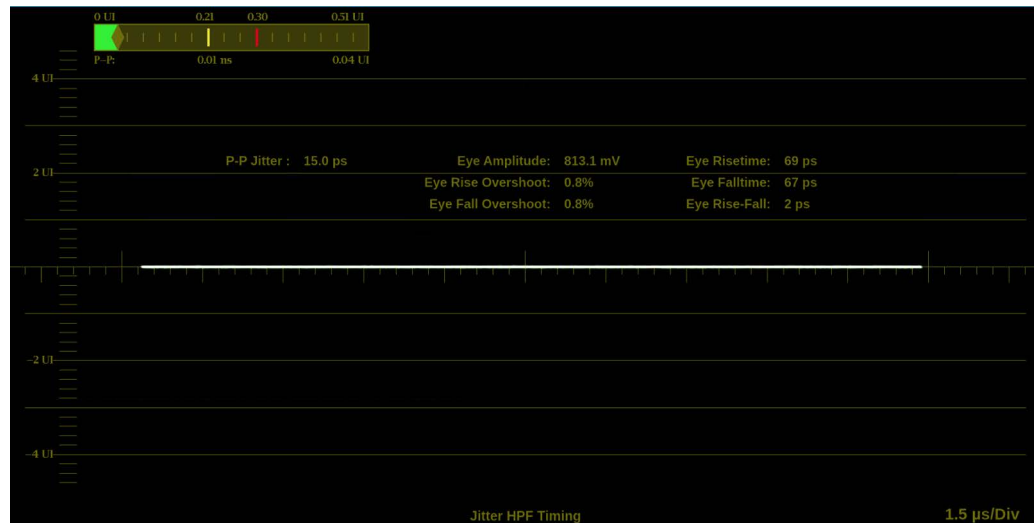 0 UI 0.21 0.30 0.51 UI
P-P: 0.01 ns 0.04 UI
4 UI
P-P Jitter : 15.0 ps Eye Amplitude: 813.1 mV Eye Risetime: 69 ps
2 UI
Eye Rise Overshoot: 0.8% Eye Falltime: 67 ps
Eye Fall Overshoot: 0.8% Eye Rise-Fall: 2 ps
-2 UI
-4 UI
Jitter HPF Timing 1.5 µs/Div